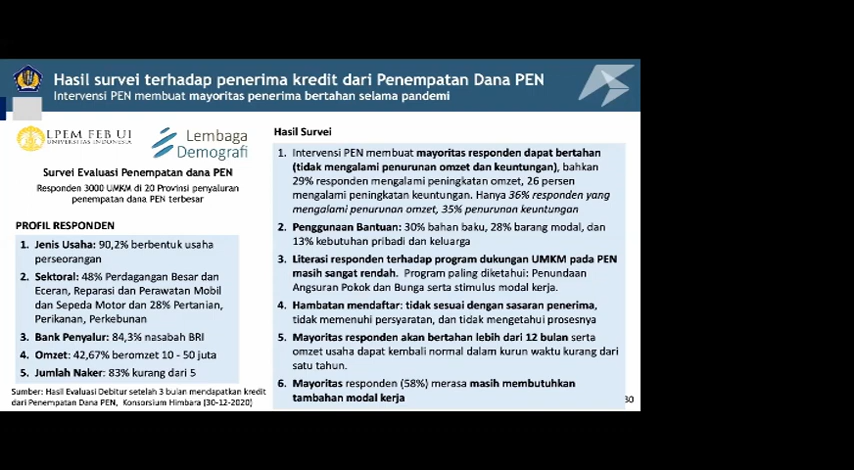 Hasil survei terhadap penerima kredit dari Penempatan Dana PEN
Intervensi PEN membuat mayoritas penerima bertahan selama pandemi
LPEM FEB UI
UNIVERSITAS INDONESIA
Lembaga
Demografi
Survei Evaluasi Penempatan dana PEN
Responden 3000 UMKM di 20 Provinsi penyaluran
penempatan dana PEN terbesar
PROFIL RESPONDEN
1. Jenis Usaha: 90,2% berbentuk usaha
perseorangan
2. Sektoral: 48% Perdagangan Besar dan
Eceran, Reparasi dan Perawatan Mobil
dan Sepeda Motor dan 28% Pertanian,
Perikanan, Perkebunan
3. Bank Penyalur: 84,3% nasabah BRI
4. Omzet: 42,67% beromzet 10 - 50 juta
5. Jumlah Naker: 83% kurang dari 5
Sumber: Hasil Evaluasi Debitur setelah 3 bulan mendapatkan kredit
dari Penempatan Dana PEN, Konsorsium Himbara (30-12-2020)
Hasil Survei
1. Intervensi PEN membuat mayoritas responden dapat bertahan
(tidak mengalami penurunan omzet dan keuntungan), bahkan
29% responden mengalami peningkatan omzet, 26 persen
mengalami peningkatan keuntungan. Hanya 36% responden yang
mengalami penurunan omzet, 35% penurunan keuntungan
2. Penggunaan Bantuan: 30% bahan baku, 28% barang modal, dan
13% kebutuhan pribadi dan keluarga
3. Literasi responden terhadap program dukungan UMKM pada PEN
masih sangat rendah. Program paling diketahui: Penundaan
Angsuran Pokok dan Bunga serta stimulus modal kerja.
4. Hambatan mendaftar: tidak sesuai dengan sasaran penerima,
tidak memenuhi persyaratan, dan tidak mengetahui prosesnya
5. Mayoritas responden akan bertahan lebih dari 12 bulan serta
omzet usaha dapat kembali normal dalam kurun waktu kurang dari
satu tahun.
6. Mayoritas responden (58%) merasa masih membutuhkan
tambahan modal kerja
30